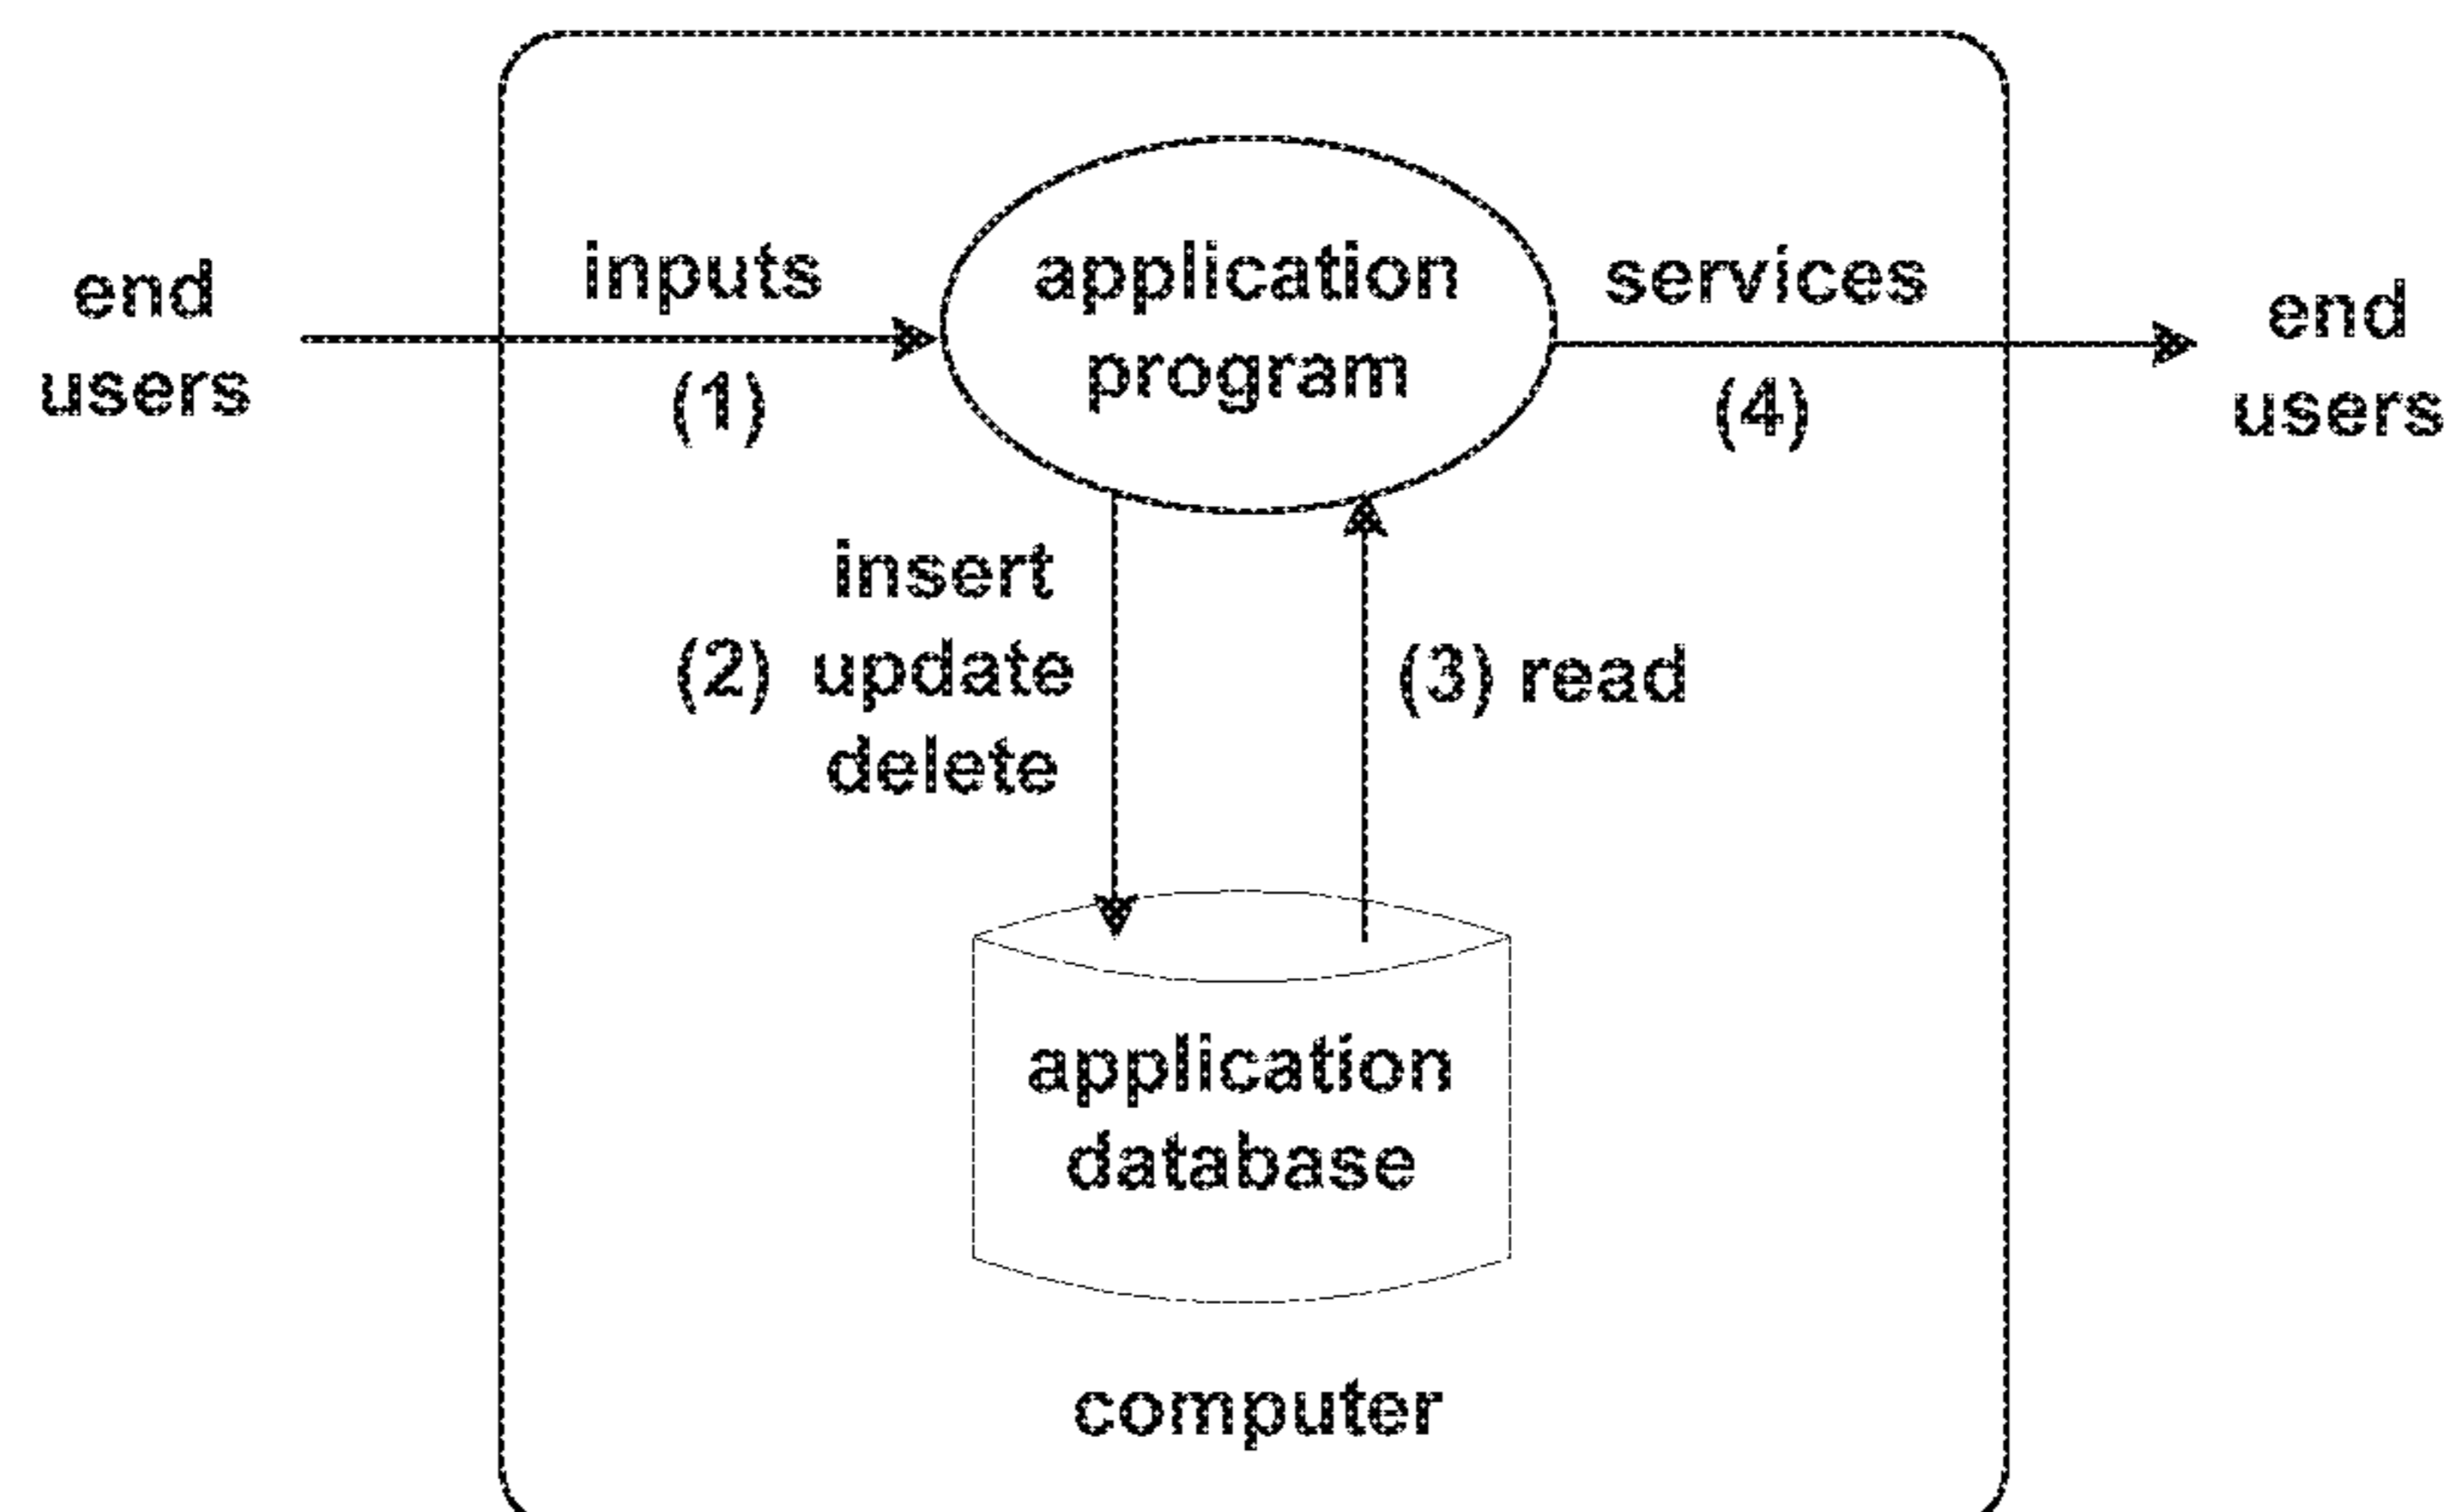 end
users
inputs
(1)
application
program
services
(4)
end
users
insert
(2) update
delete
(3) read
application
database
computer